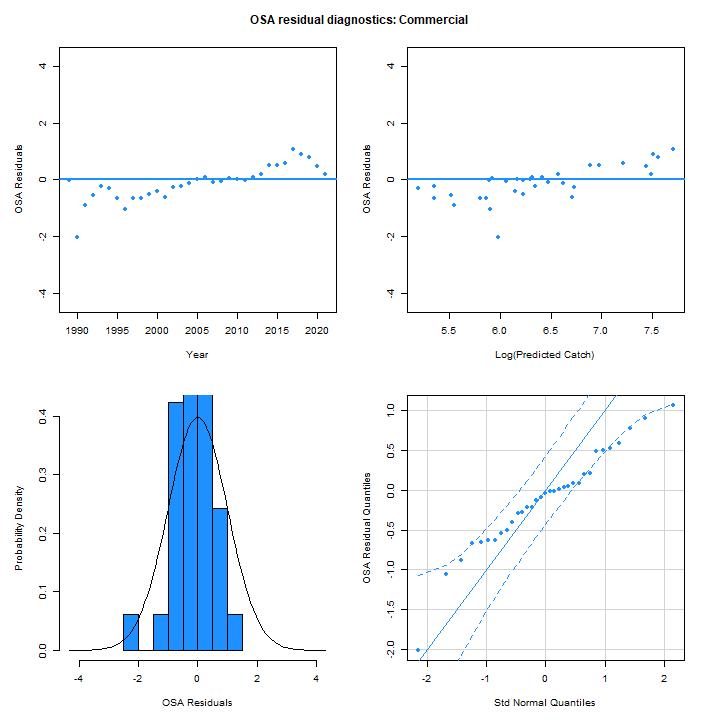 OSA residual diagnostics: Commercial
OSA Residuals
4
2
0
-2
-4
1990 1995 2000 2005 2010 2015 2020
Year
OSA Residuals
4
2
0
-2
-4
5.5 6.0 6.5 7.0 7.5
Log(Predicted Catch)
Probability Density
0.4
0.3
0.2
0.1
0.0
-4 -2 0 2 4
OSA Residuals
OSA Residual Quantiles
1.0
0.5
0.0
-0.5
-1.0
-1.5
-2.0
-2 -1 0 1 2
Std Normal Quantiles